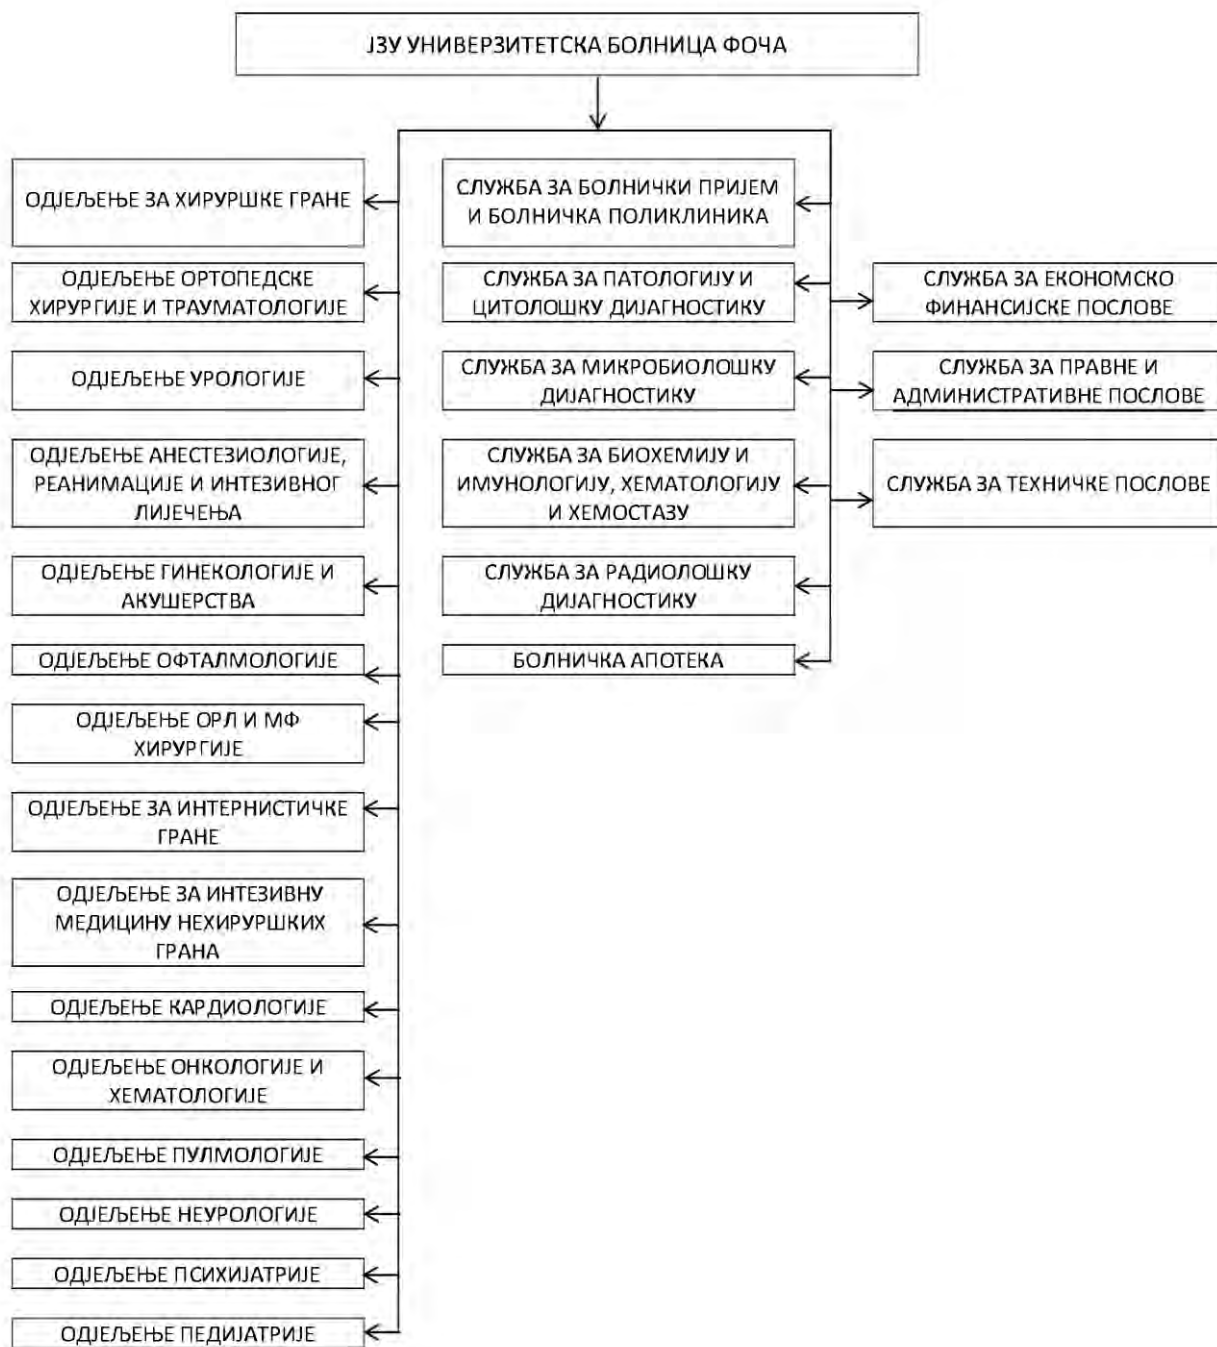 ЈЗУ УНИВЕРЗИТЕТСКА БОЛНИЦА ФОЧА
ОДЈЕЉЕЊЕ ЗА ХИРУРШКЕ ГРАНЕ
ОДЈЕЉЕЊЕ ОРТОПЕДСКЕ
ХИРУРГИЈЕ И ТРАУМАТОЛОГИЈЕ
ОДЈЕЉЕЊЕ УРОЛОГИЈЕ
ОДЈЕЉЕЊЕ АНЕСТЕЗИОЛОГИЈЕ,
РЕАНИМАЦИЈЕ И ИНТЕЗИВНОГ
ЛИЈЕЧЕЊА
ОДЈЕЉЕЊЕ ГИНЕКОЛОГИЈЕ И
АКУШЕРСТВА
ОДЈЕЉЕЊЕ ОФТАЛМОЛОГИЈЕ
ОДЈЕЉЕЊЕ ОРЛ И МФ
ХИРУРГИЈЕ
ОДЈЕЉЕЊЕ ЗА ИНТЕРНИСТИЧКЕ
ГРАНЕ
ОДЈЕЉЕЊЕ ЗА ИНТЕЗИВНУ
МЕДИЦИНУ НЕХИРУРШКИХ
ГРАНА
ОДЈЕЉЕЊЕ КАРДИОЛОГИЈЕ
ОДЈЕЉЕЊЕ ОНКОЛОГИЈЕ И
ХЕМАТОЛОГИЈЕ
ОДЈЕЉЕЊЕ ПУЛМОЛОГИЈЕ
ОДЈЕЉЕЊЕ НЕУРОЛОГИЈЕ
ОДЈЕЉЕЊЕ ПСИХИЈАТРИЈЕ
ОДЈЕЉЕЊЕ ПЕДИЈАТРИЈЕ
СЛУЖБА ЗА БОЛНИЧКИ ПРИЈЕМ
И БОЛНИЧКА ПОЛИКЛИНИКА
СЛУЖБА ЗА ПАТОЛОГИЈУ И
ЦИТОЛОШКУ ДИЈАГНОСТИКУ
СЛУЖБА ЗА МИКРОБИОЛОШКУ
ДИЈАГНОСТИКУ
СЛУЖБА ЗА БИОХЕМИЈУ И
ИМУНОЛОГИЈУ, ХЕМАТОЛОГИЈУ
И ХЕМОСТАЗУ
СЛУЖБА ЗА РАДИОЛОШКУ
ДИЈАГНОСТИКУ
БОЛНИЧКА АПОТЕКА
СЛУЖБА ЗА ЕКОНОМСКО
ФИНАНСИЈСКЕ ПОСЛОВЕ
СЛУЖБА ЗА ПРАВНЕ И
АДМИНИСТРАТИВНЕ ПОСЛОВЕ
СЛУЖБА ЗА ТЕХНИЧКЕ ПОСЛОВЕ